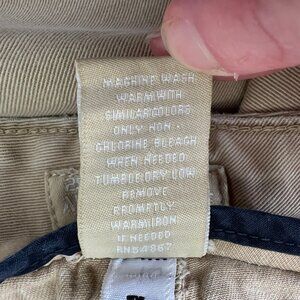 MACHINE WASH
WARM WITH
SIMILAR COLORS
ONLY NON-
CHLORINE BLEACH
WHEN NEEDED
TUMBLE DRY LOW
REMOVE
PROMPTLY
WARM IRON
IF NEEDED
RN54867